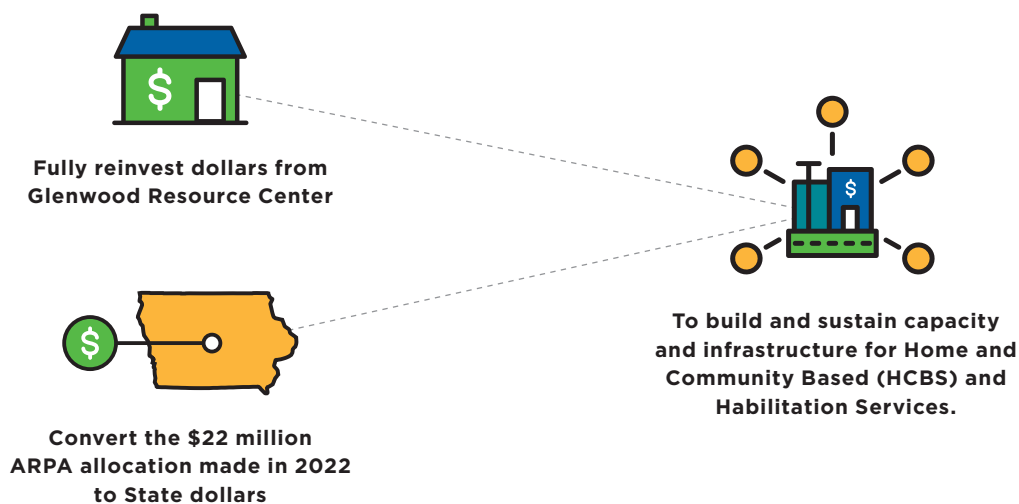 $
Fully reinvest dollars from
Glenwood Resource Center
$
Convert the $22 million
ARPA allocation made in 2022
to State dollars
$
To build and sustain capacity
and infrastructure for Home and
Community Based (HCBS) and
Habilitation Services.